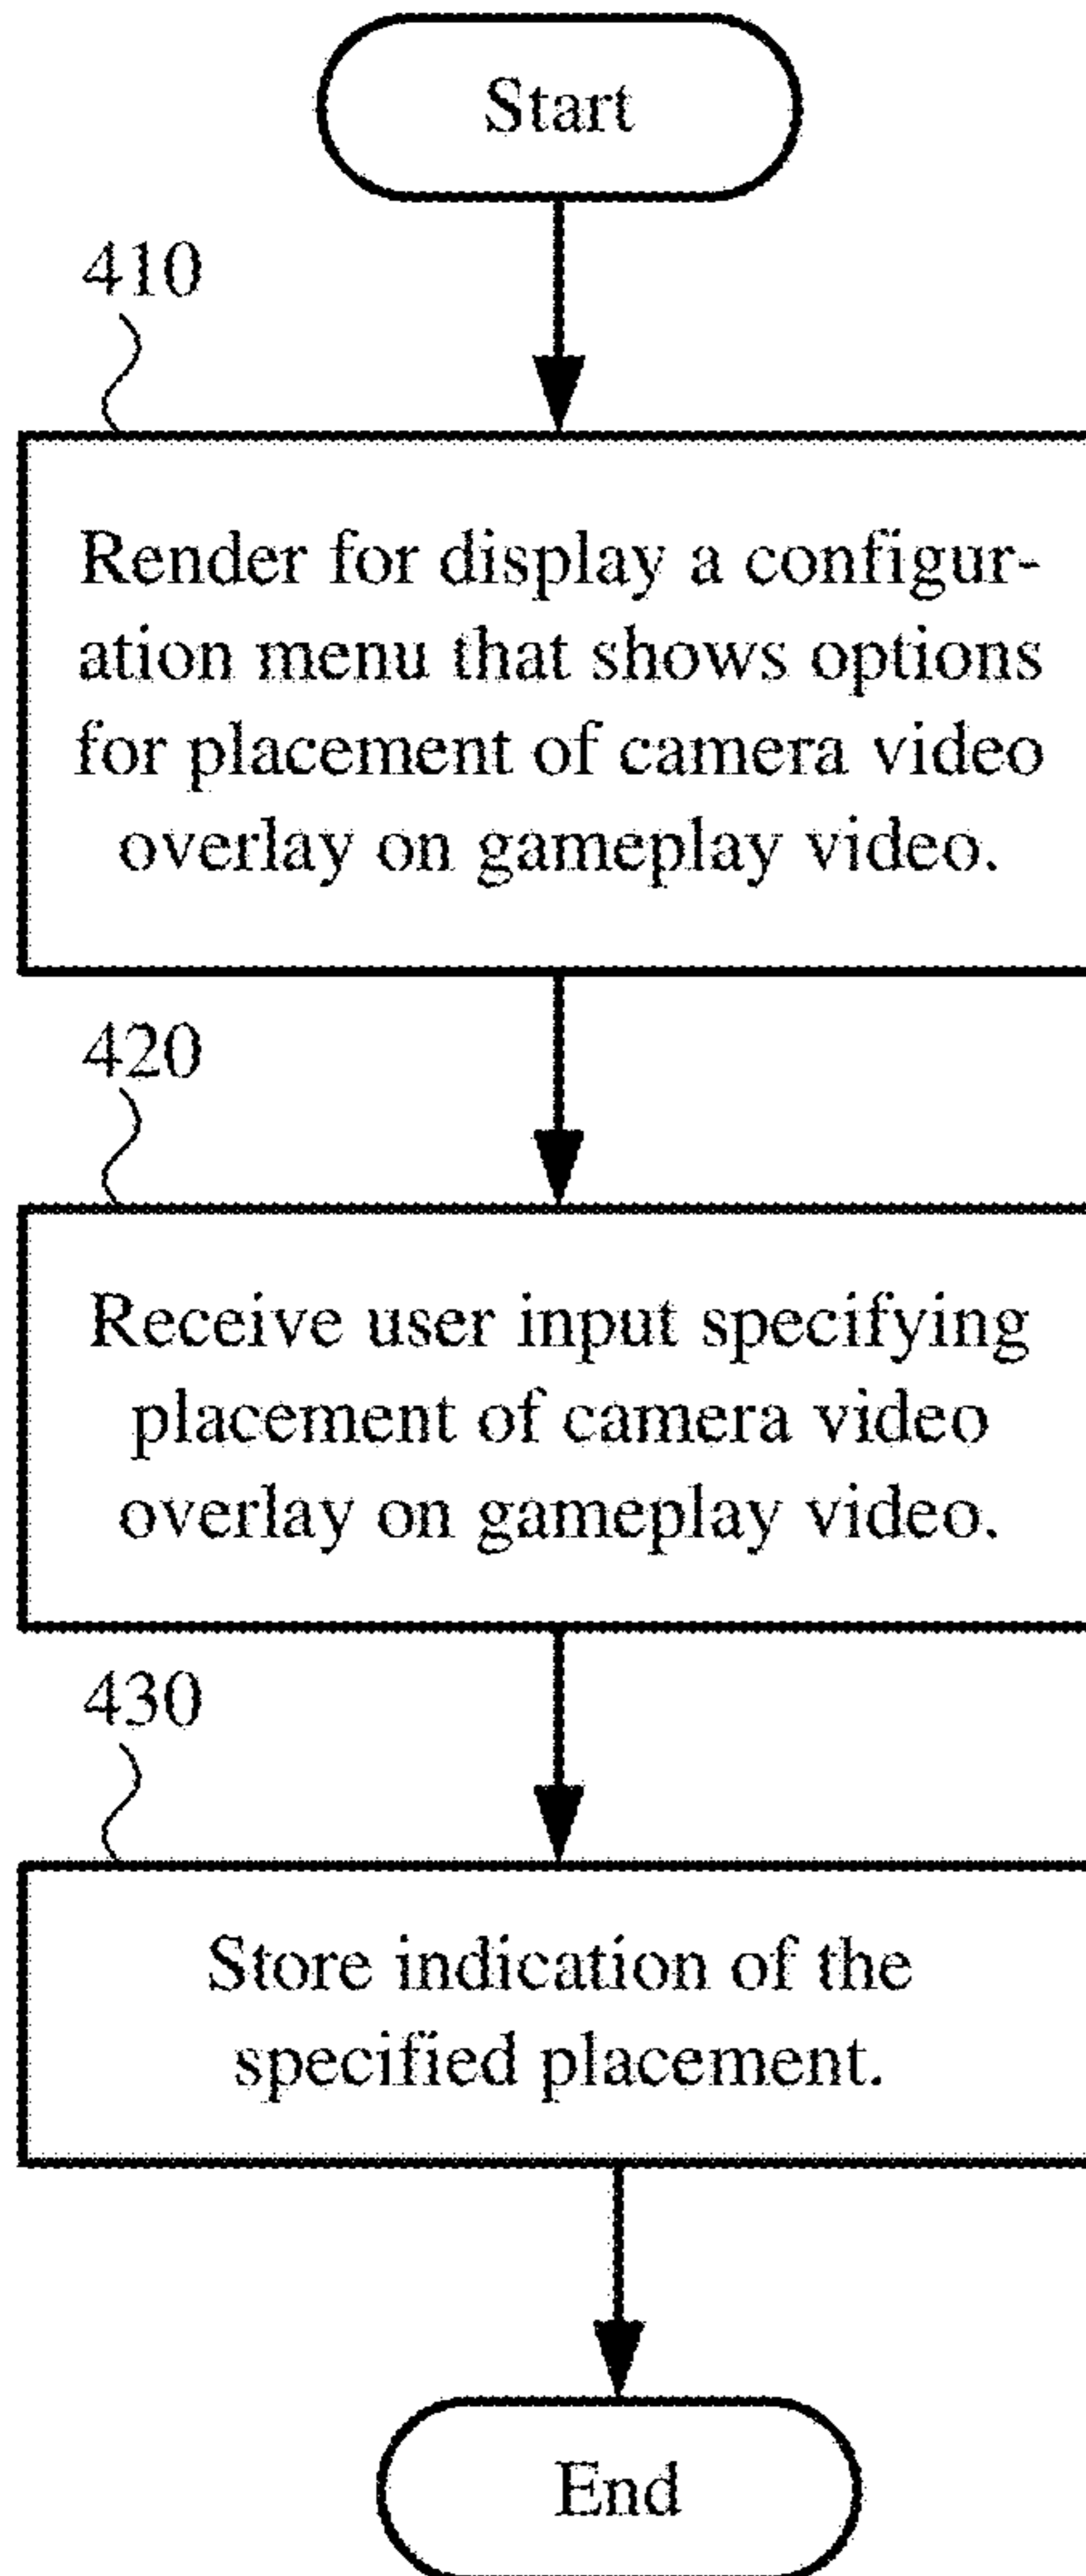 Start
410
Render for display a configur-
ation menu that shows options
for placement of camera video
overlay on gameplay video.
420
Receive user input specifying
placement of camera video
overlay on gameplay video.
430
Store indication of the
specified placement.
End